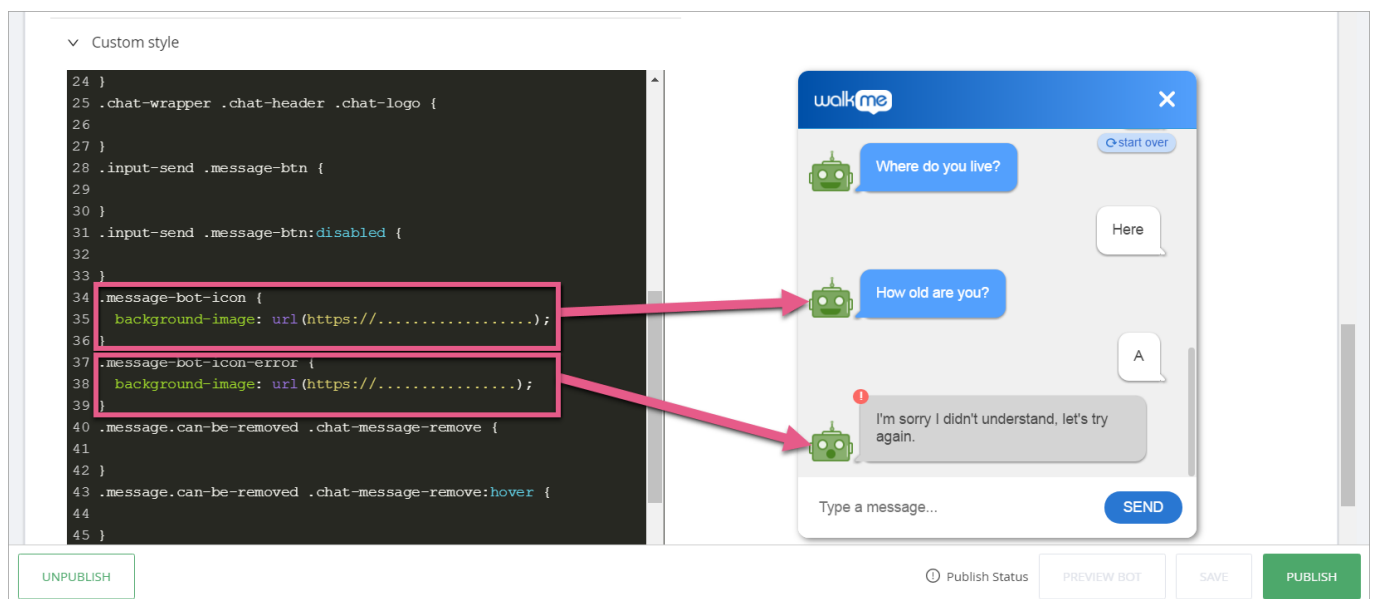 Custom style
24 }
25 .chat-wrapper .chat-header .chat-logo {
26
27 }
28 .input-send .message-btn {
29
30 }
31 .input-send .message-btn:disabled {
32
33 }
34 .message-bot-icon {
35 background-image: url(https://..................);
36 }
37 .message-bot-icon-error {
38 background-image: url(https://................);
39 }
40 .message.can-be-removed .chat-message-remove {
41
42 }
43 .message.can-be-removed .chat-message-remove:hover {
44
45 }
walkme
start over
Where do you live?
Here
How old are you?
A
!
I'm sorry I didn't understand, let's try
again.
Type a message...
SEND
UNPUBLISH
Publish Status
PREVIEW BOT
SAVE
PUBLISH